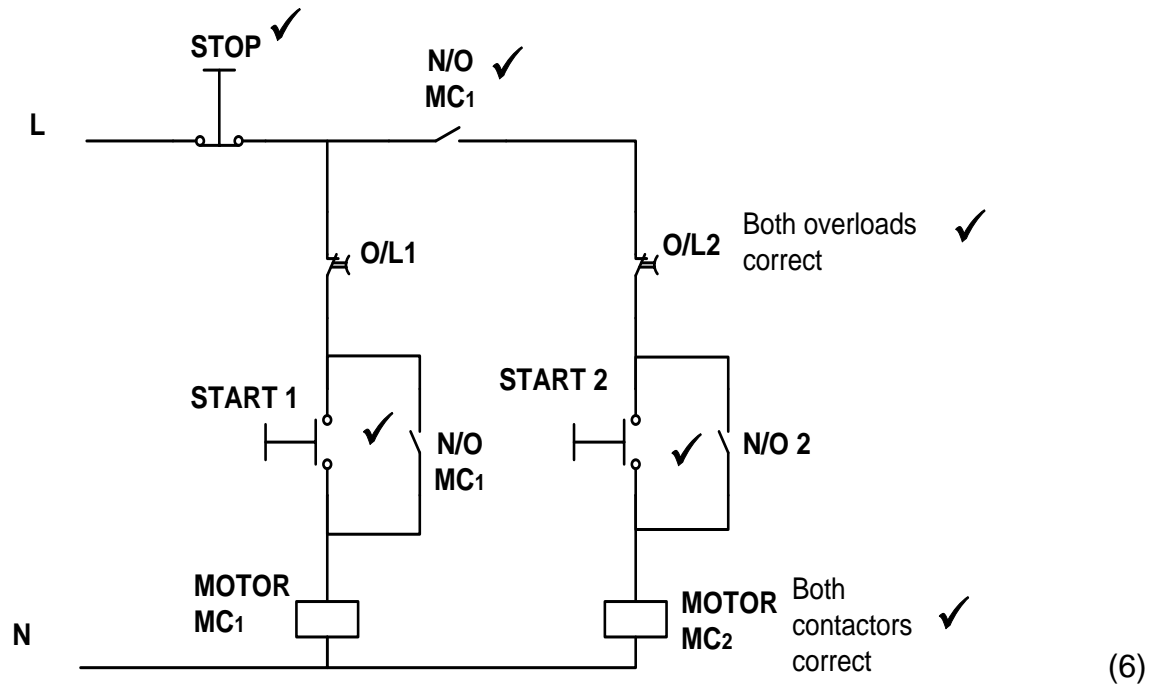 STOP ✓
N/O ✓
MC1
L
O/L1
O/L2
Both overloads ✓
correct
START 1
START 2
✓
N/O
MC1
✓
N/O 2
MOTOR
MC1
MOTOR
MC2
Both
contactors ✓
correct
N
(6)